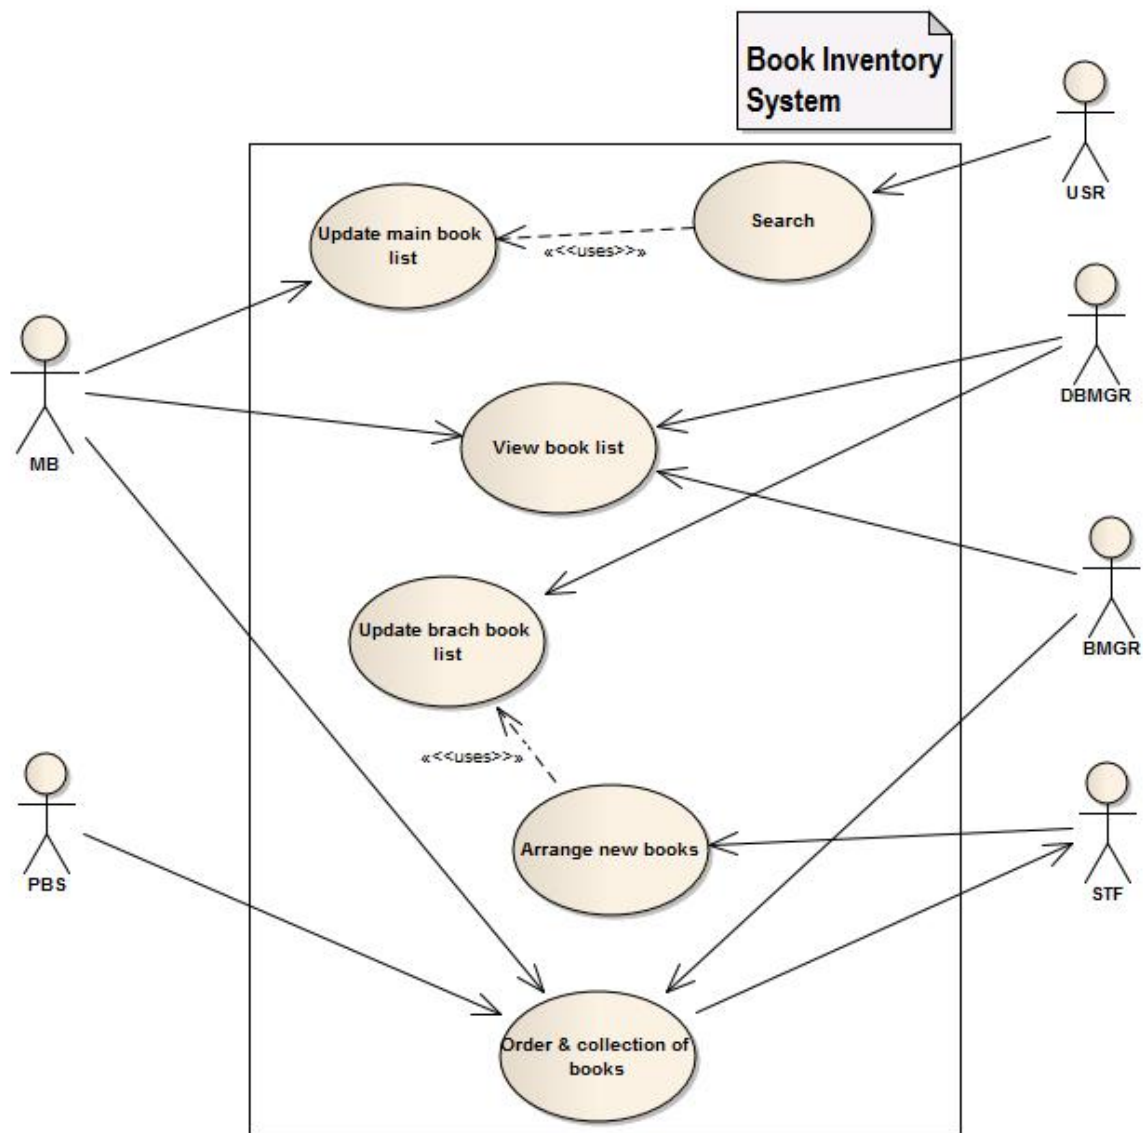 Book Inventory
System
USR
Update main book
list
Search
«<<uses>>»
MB
DBMGR
View book list
BMGR
Update brach book
list
«<<uses>>»
PBS
Arrange new books
STF
Order & collection of
books